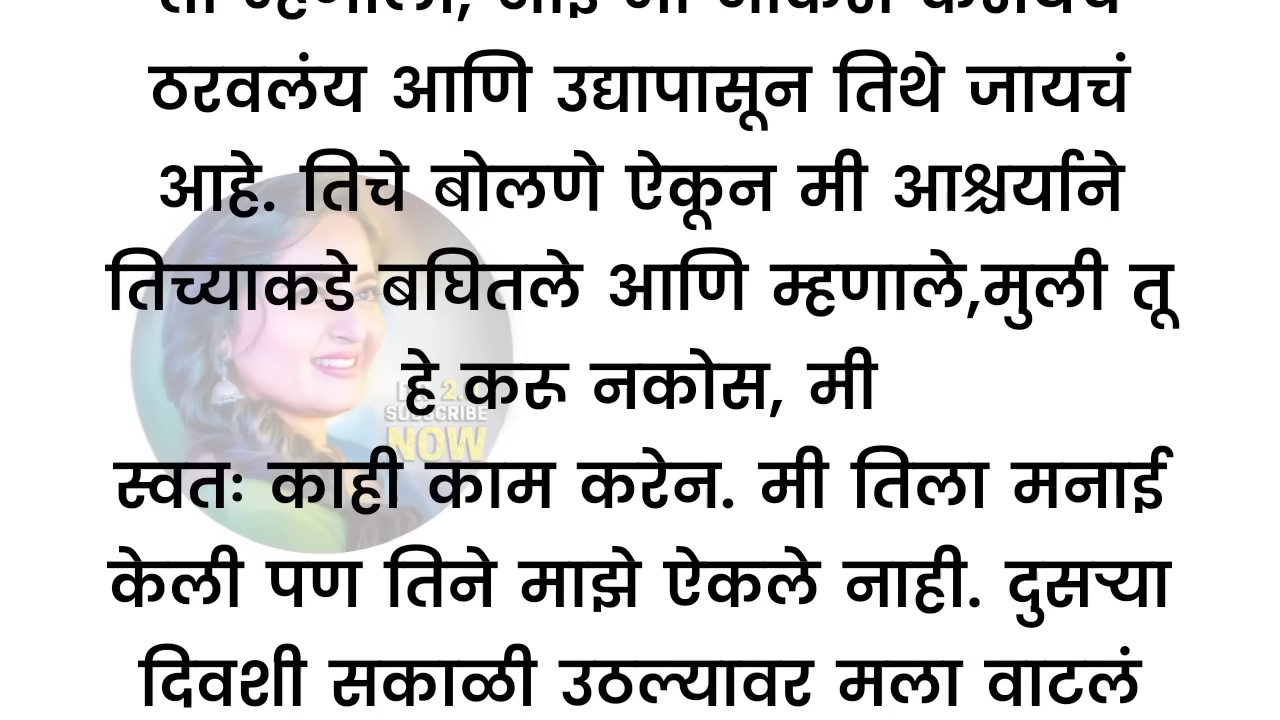 ठरवलंय आणि उद्यापासून तिथे जायचं
आहे. तिचे बोलणे ऐकून मी आश्चर्याने
तिच्याकडे बघितले आणि म्हणाले,मुली तू
हे करू नकोस, मी
SUBSCRIBE
NOW
स्वतः काही काम करेन. मी तिला मनाई
केली पण तिने माझे ऐकले नाही. दुसऱ्या
दिवशी सकाळी उठल्यावर मला वाटलं